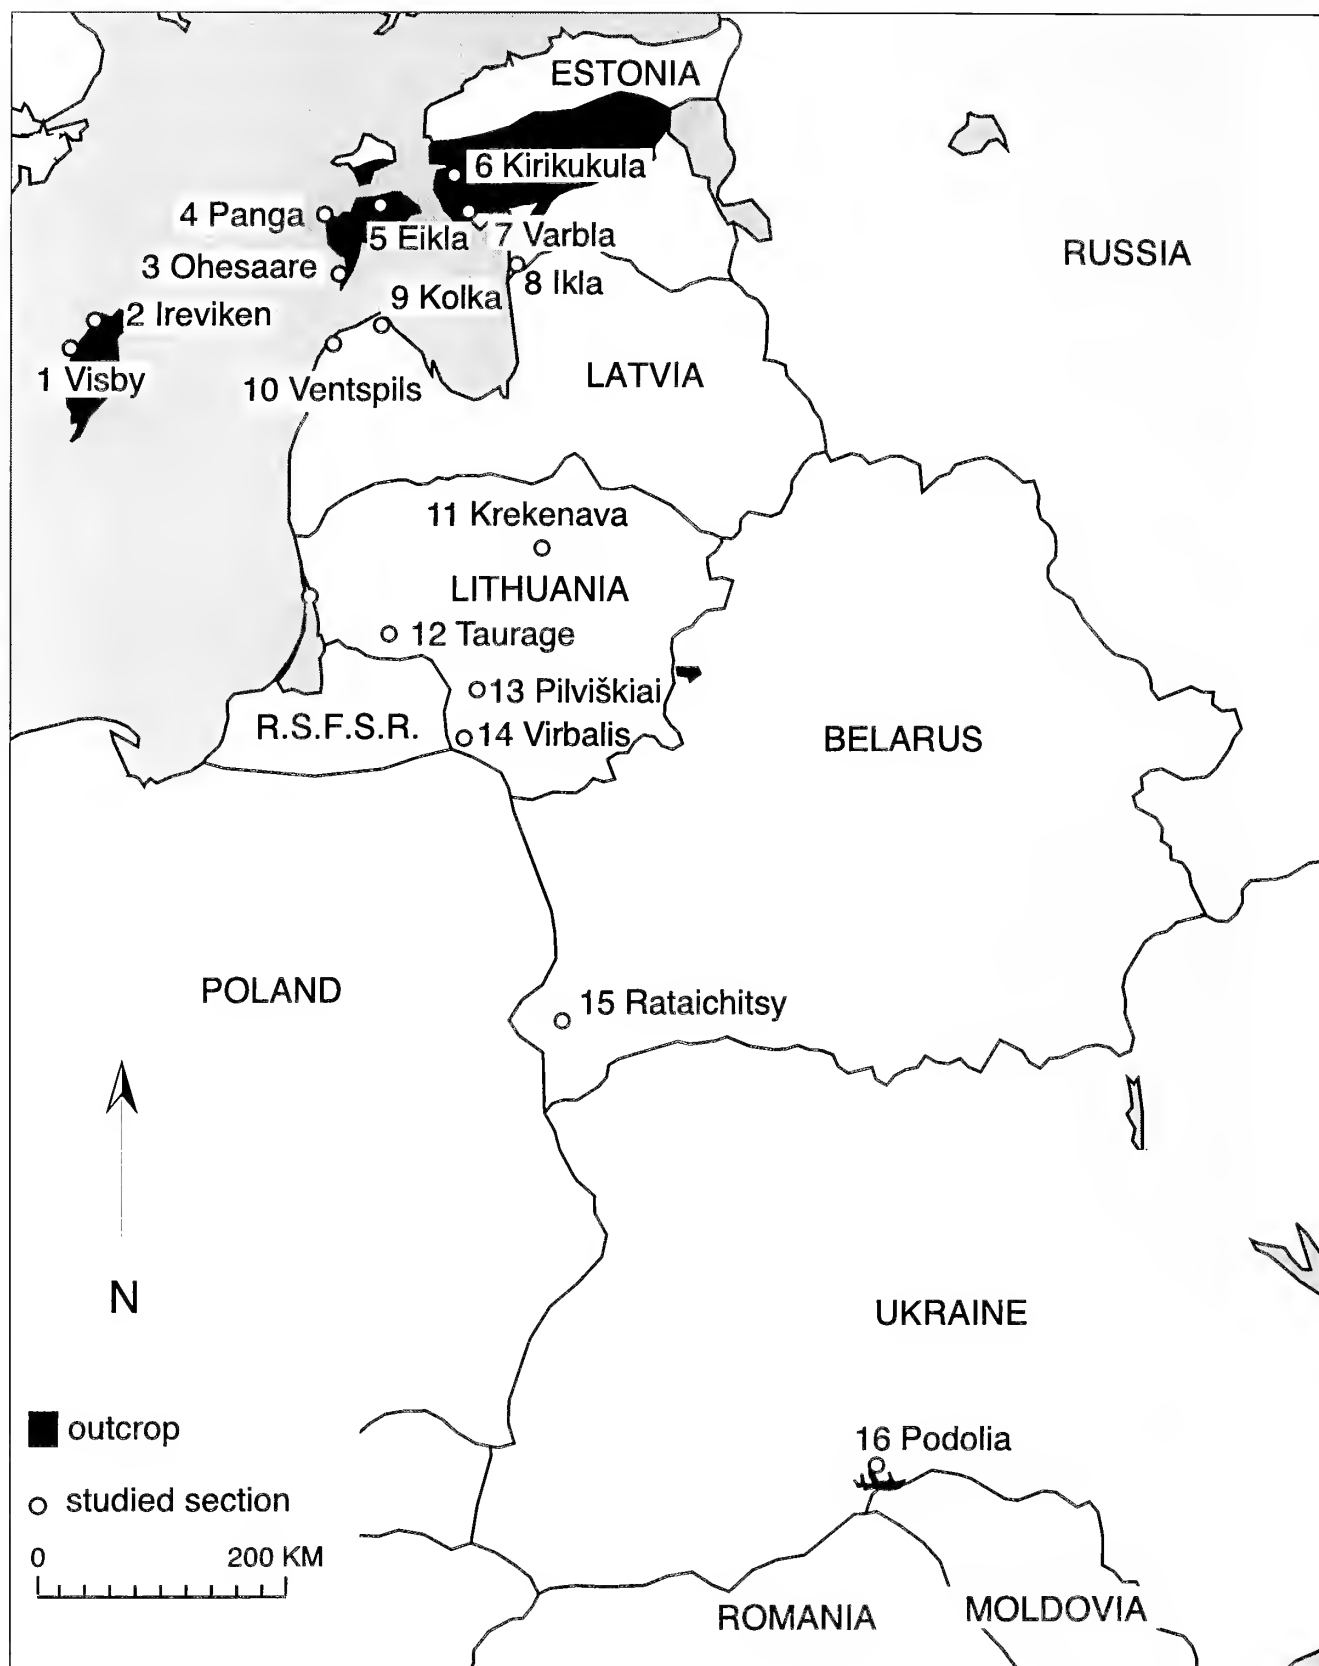 ESTONIA
6 Kirikukula
4 Panga
5 Eikla
7 Varbla
RUSSIA
3 Ohesaare
8 Ikla
9 Kolka
2 Ireviken
1 Visby
LATVIA
10 Ventspils
11 Krekenava
LITHUANIA
12 Taurage
13 Pilviškiai
R.S.F.S.R.
14 Virbalis
BELARUS
POLAND
15 Rataichitsy
N
UKRAINE
outcrop
16 Podolia
studied section
0 200 KM
ROMANIA
MOLDOVIA